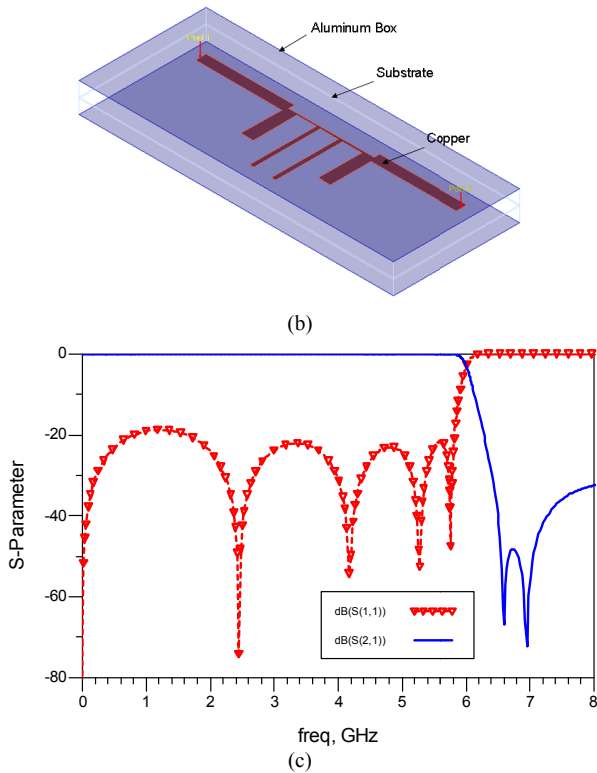 Aluminum Box
Substrate
Copper
(b)
S-Parameter
0
-20
-40
-60
-80
dB(S(1,1))
dB(S(2,1))
0 1 2 3 4 5 6 7 8
freq, GHz
(c)